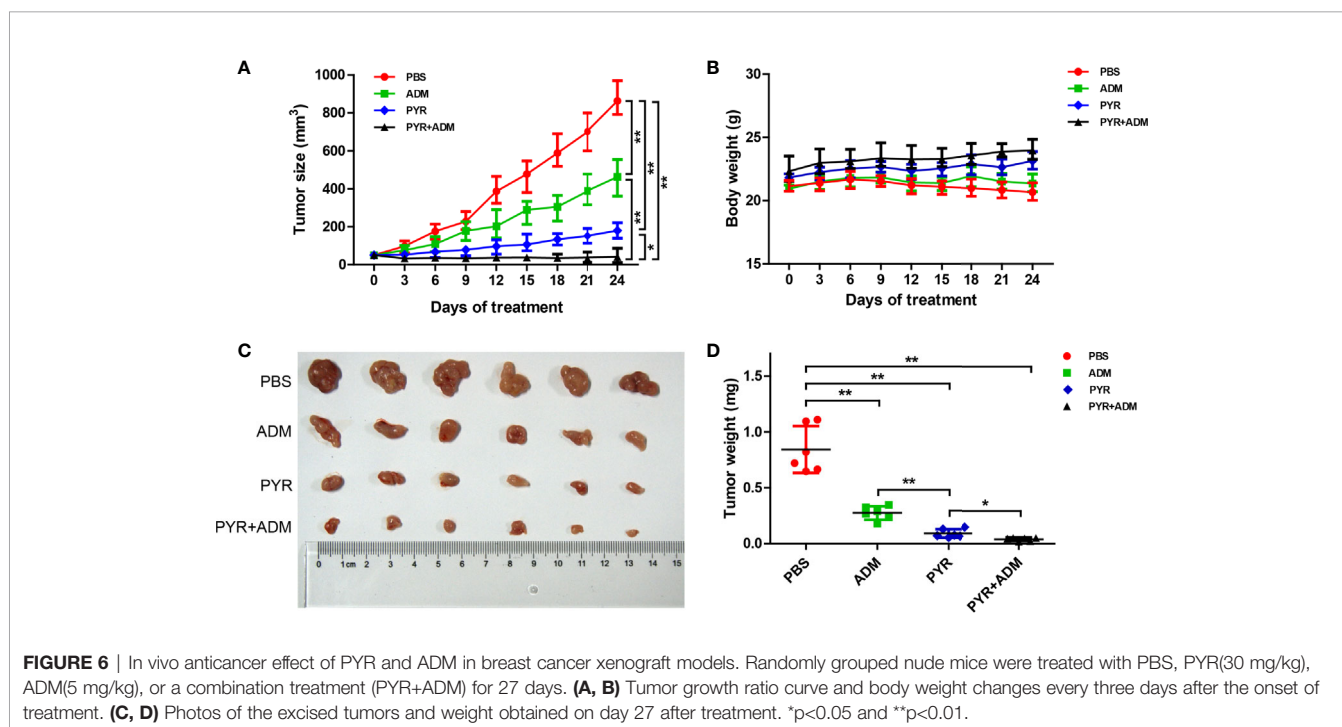 A
PBS
ADM
PYR
PYR+ADM
Tumor size (mm³)
1000
800
600
400
200
0
0 3 6 9 12 15 18 21 24
Days of treatment
**
**
**
**
*
B
PBS
ADM
PYR
PYR+ADM
Body weight (g)
30
25
20
15
0 3 6 9 12 15 18 21 24
Days of treatment
C
PBS
ADM
PYR
PYR+ADM
0 1cm 2 3 4 5 6 7 8 9 10 11 12 13 14 15
D
PBS
ADM
PYR
PYR+ADM
Tumor weight (mg)
1.5
1.0
0.5
0.0
**
**
**
**
*
PBS
ADM
PYR
PYR+ADM
FIGURE 6 | In vivo anticancer effect of PYR and ADM in breast cancer xenograft models. Randomly grouped nude mice were treated with PBS, PYR(30 mg/kg),
ADM(5 mg/kg), or a combination treatment (PYR+ADM) for 27 days. (A, B) Tumor growth ratio curve and body weight changes every three days after the onset of
treatment. (C, D) Photos of the excised tumors and weight obtained on day 27 after treatment. *p<0.05 and **p<0.01.